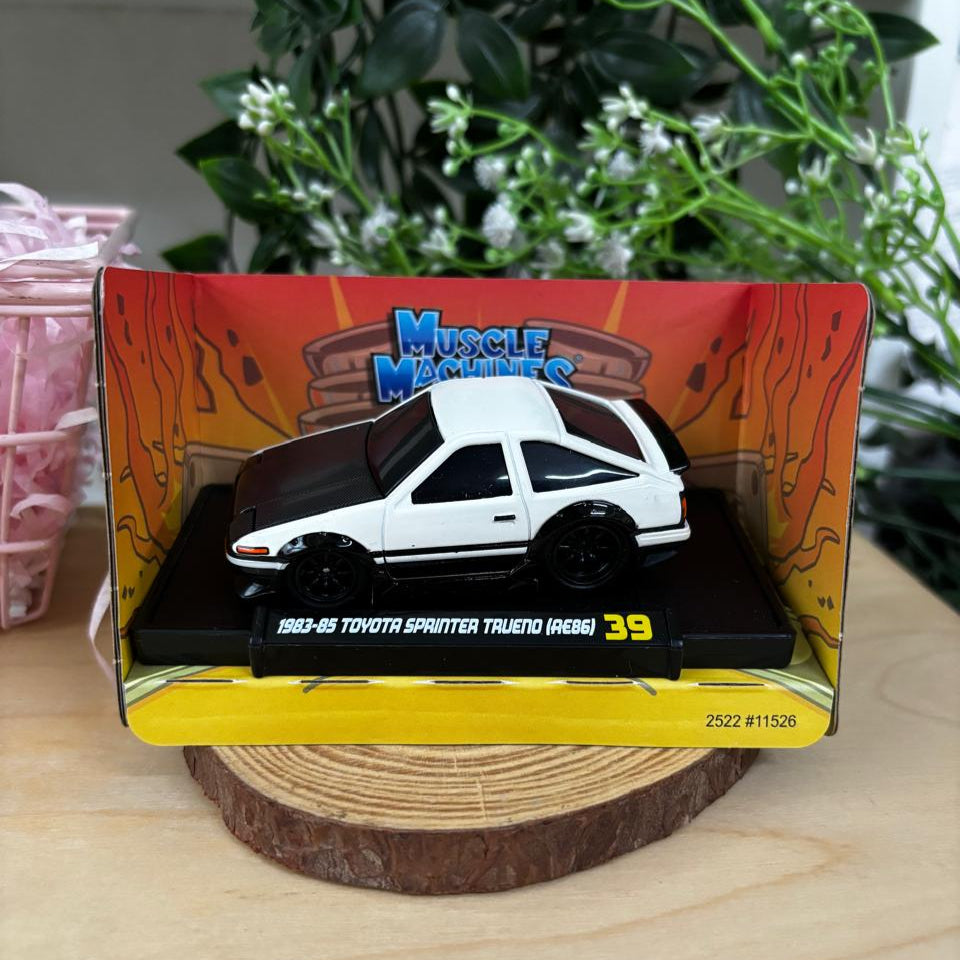 MUSCLE
MACHINES®
1983-85 TOYOTA SPRINTER TRUENO (AE86) 39
2522 #11526